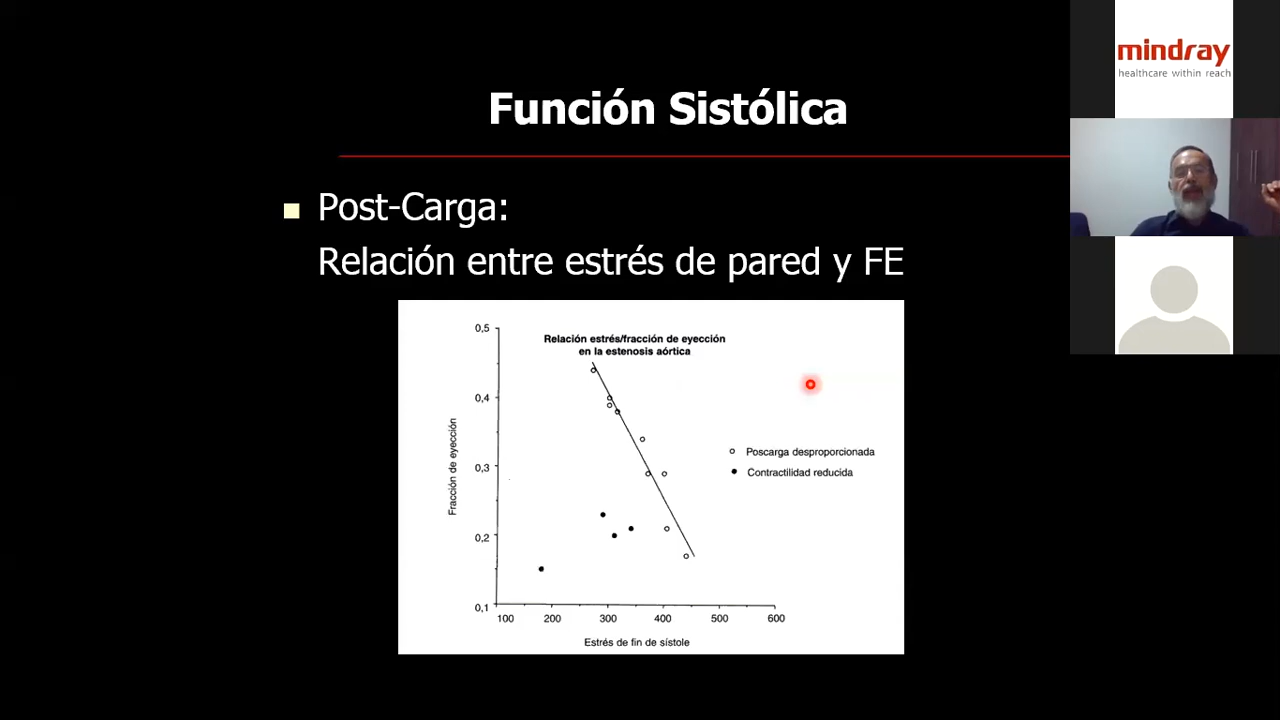 Función Sistólica
Post-Carga:
Relación entre estrés de pared y FE
Relación estrés/fracción de eyección
en la estenosis aórtica
0,5
0,4
0,3
0,2
0,1
Fracción de eyección
Poscarga desproporcionada
Contractilidad reducida
100 200 300 400 500 600
Estrés de fin de sístole
mindray
healthcare within reach